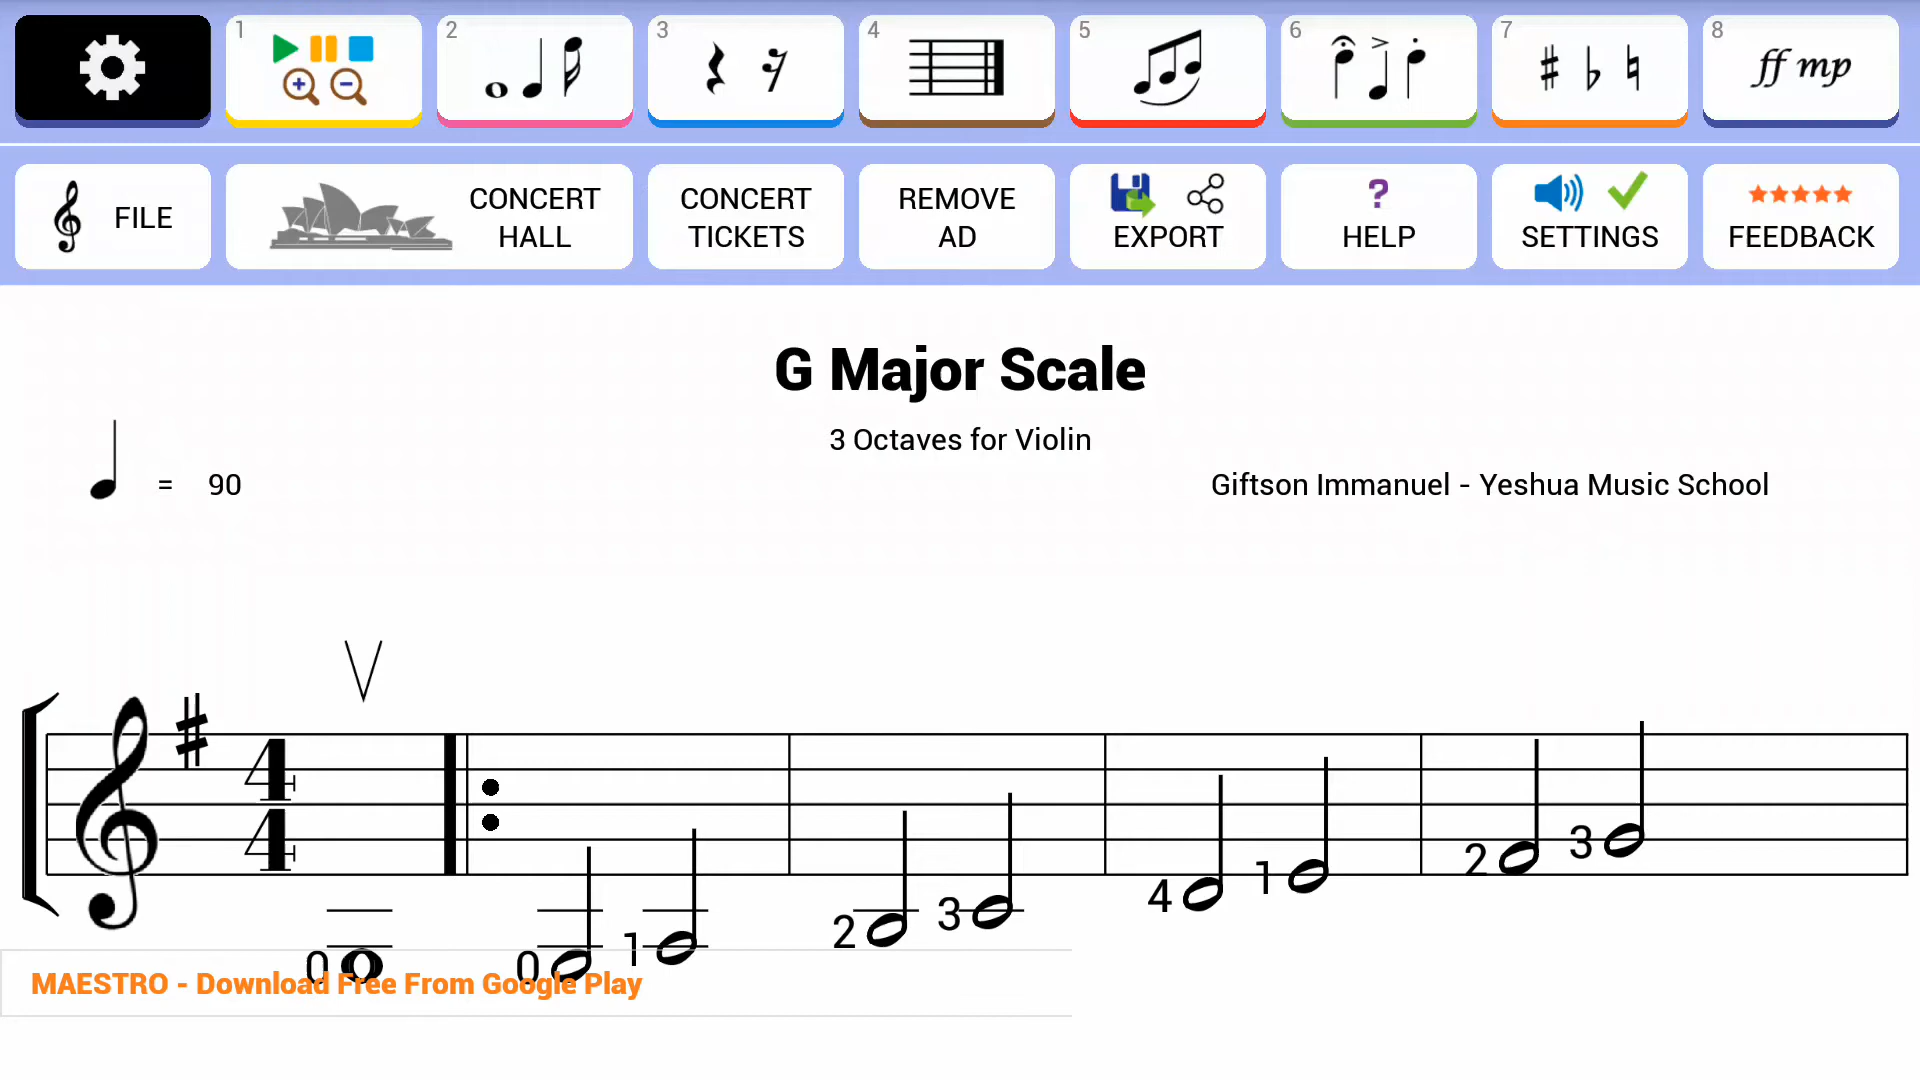 1
2
3
4
5
6
7
8
ff mp
FILE
CONCERT
HALL
CONCERT
TICKETS
REMOVE
AD
EXPORT
?
HELP
SETTINGS
FEEDBACK
G Major Scale
3 Octaves for Violin
= 90
Giftson Immanuel - Yeshua Music School
4
4
0 0 1 2 3 4 1 2 3
MAESTRO - Download Free From Google Play